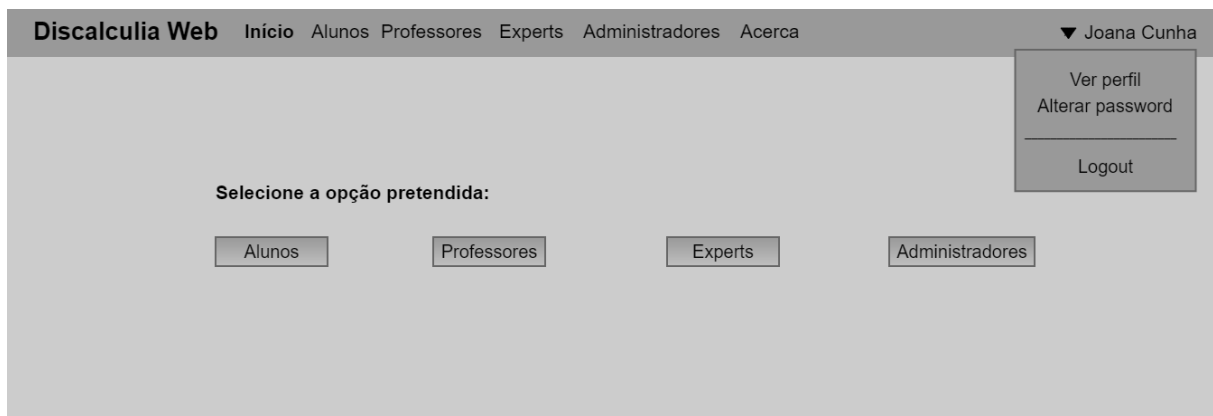 Discalculia Web Início Alunos Professores Experts Administradores Acerca ▼ Joana Cunha
Ver perfil
Alterar password
Logout
Selecione a opção pretendida:
Alunos Professores Experts Administradores